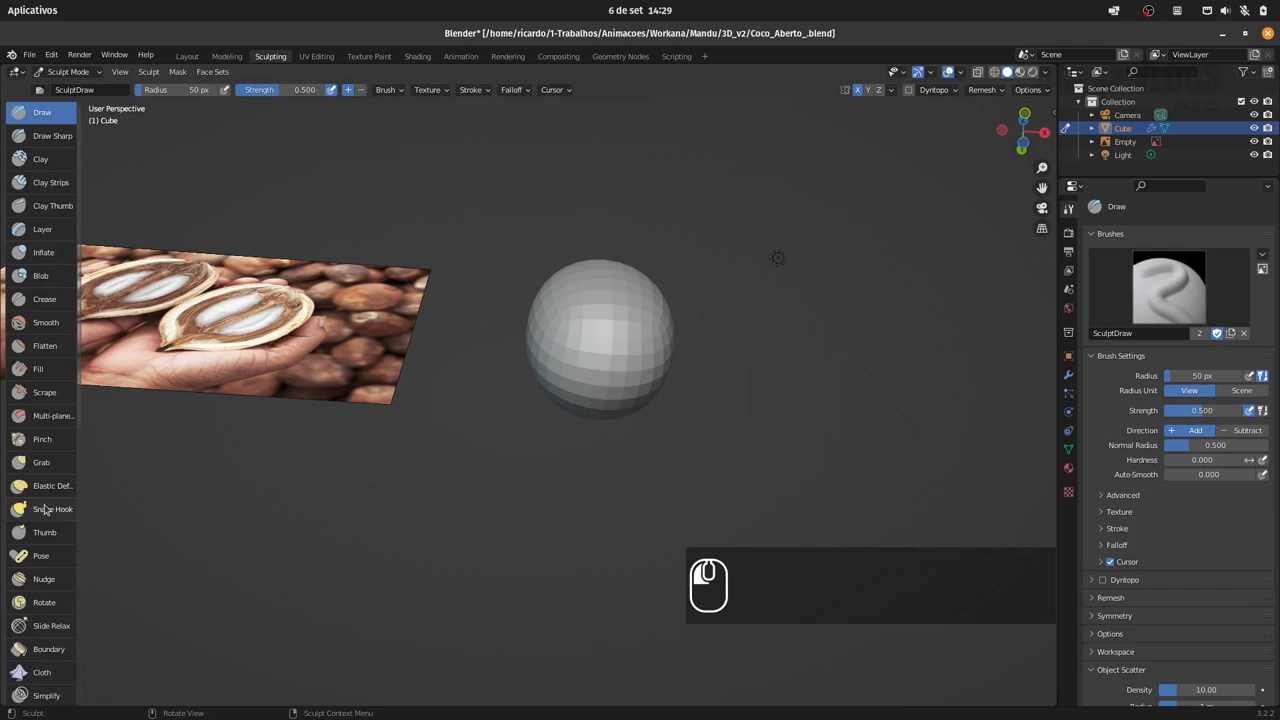 Aplicativos
6 de set 14:29
Blender* [/home/ricardo/1-Trabalhos/Animacoes/Workana/Mandu/3D_v2/Coco_Aberto_.blend]
File Edit Render Window Help Layout Modeling Sculpting UV Editing Texture Paint Shading Animation Rendering Compositing Geometry Nodes Scripting + Scene ViewLayer
Sculpt Mode View Sculpt Mask Face Sets
SculptDraw Radius 50 px Strength 0.500 Brush Texture Stroke Falloff Cursor X Y Z Dyntopo Remesh Options
Scene Collection
Collection
Camera
Cube
Empty
Light
User Perspective
(1) Cube
X
Y
Draw
Draw Sharp
Clay
Clay Strips
Clay Thumb
Layer
Inflate
Blob
Crease
Smooth
Flatten
Fill
Scrape
Multi-plane...
Pinch
Grab
Elastic Def...
Snake Hook
Thumb
Pose
Nudge
Rotate
Slide Relax
Boundary
Cloth
Simplify
Draw
Brushes
SculptDraw 2
Brush Settings
Radius 50 px
Radius Unit View Scene
Strength 0.500
Direction + Add − Subtract
Normal Radius 0.500
Hardness 0.000
Auto-Smooth 0.000
Advanced
Texture
Stroke
Falloff
Cursor
Dyntopo
Remesh
Symmetry
Options
Workspace
Object Scatter
Density 10.00
Sculpt Rotate View Sculpt Context Menu 3.2.2